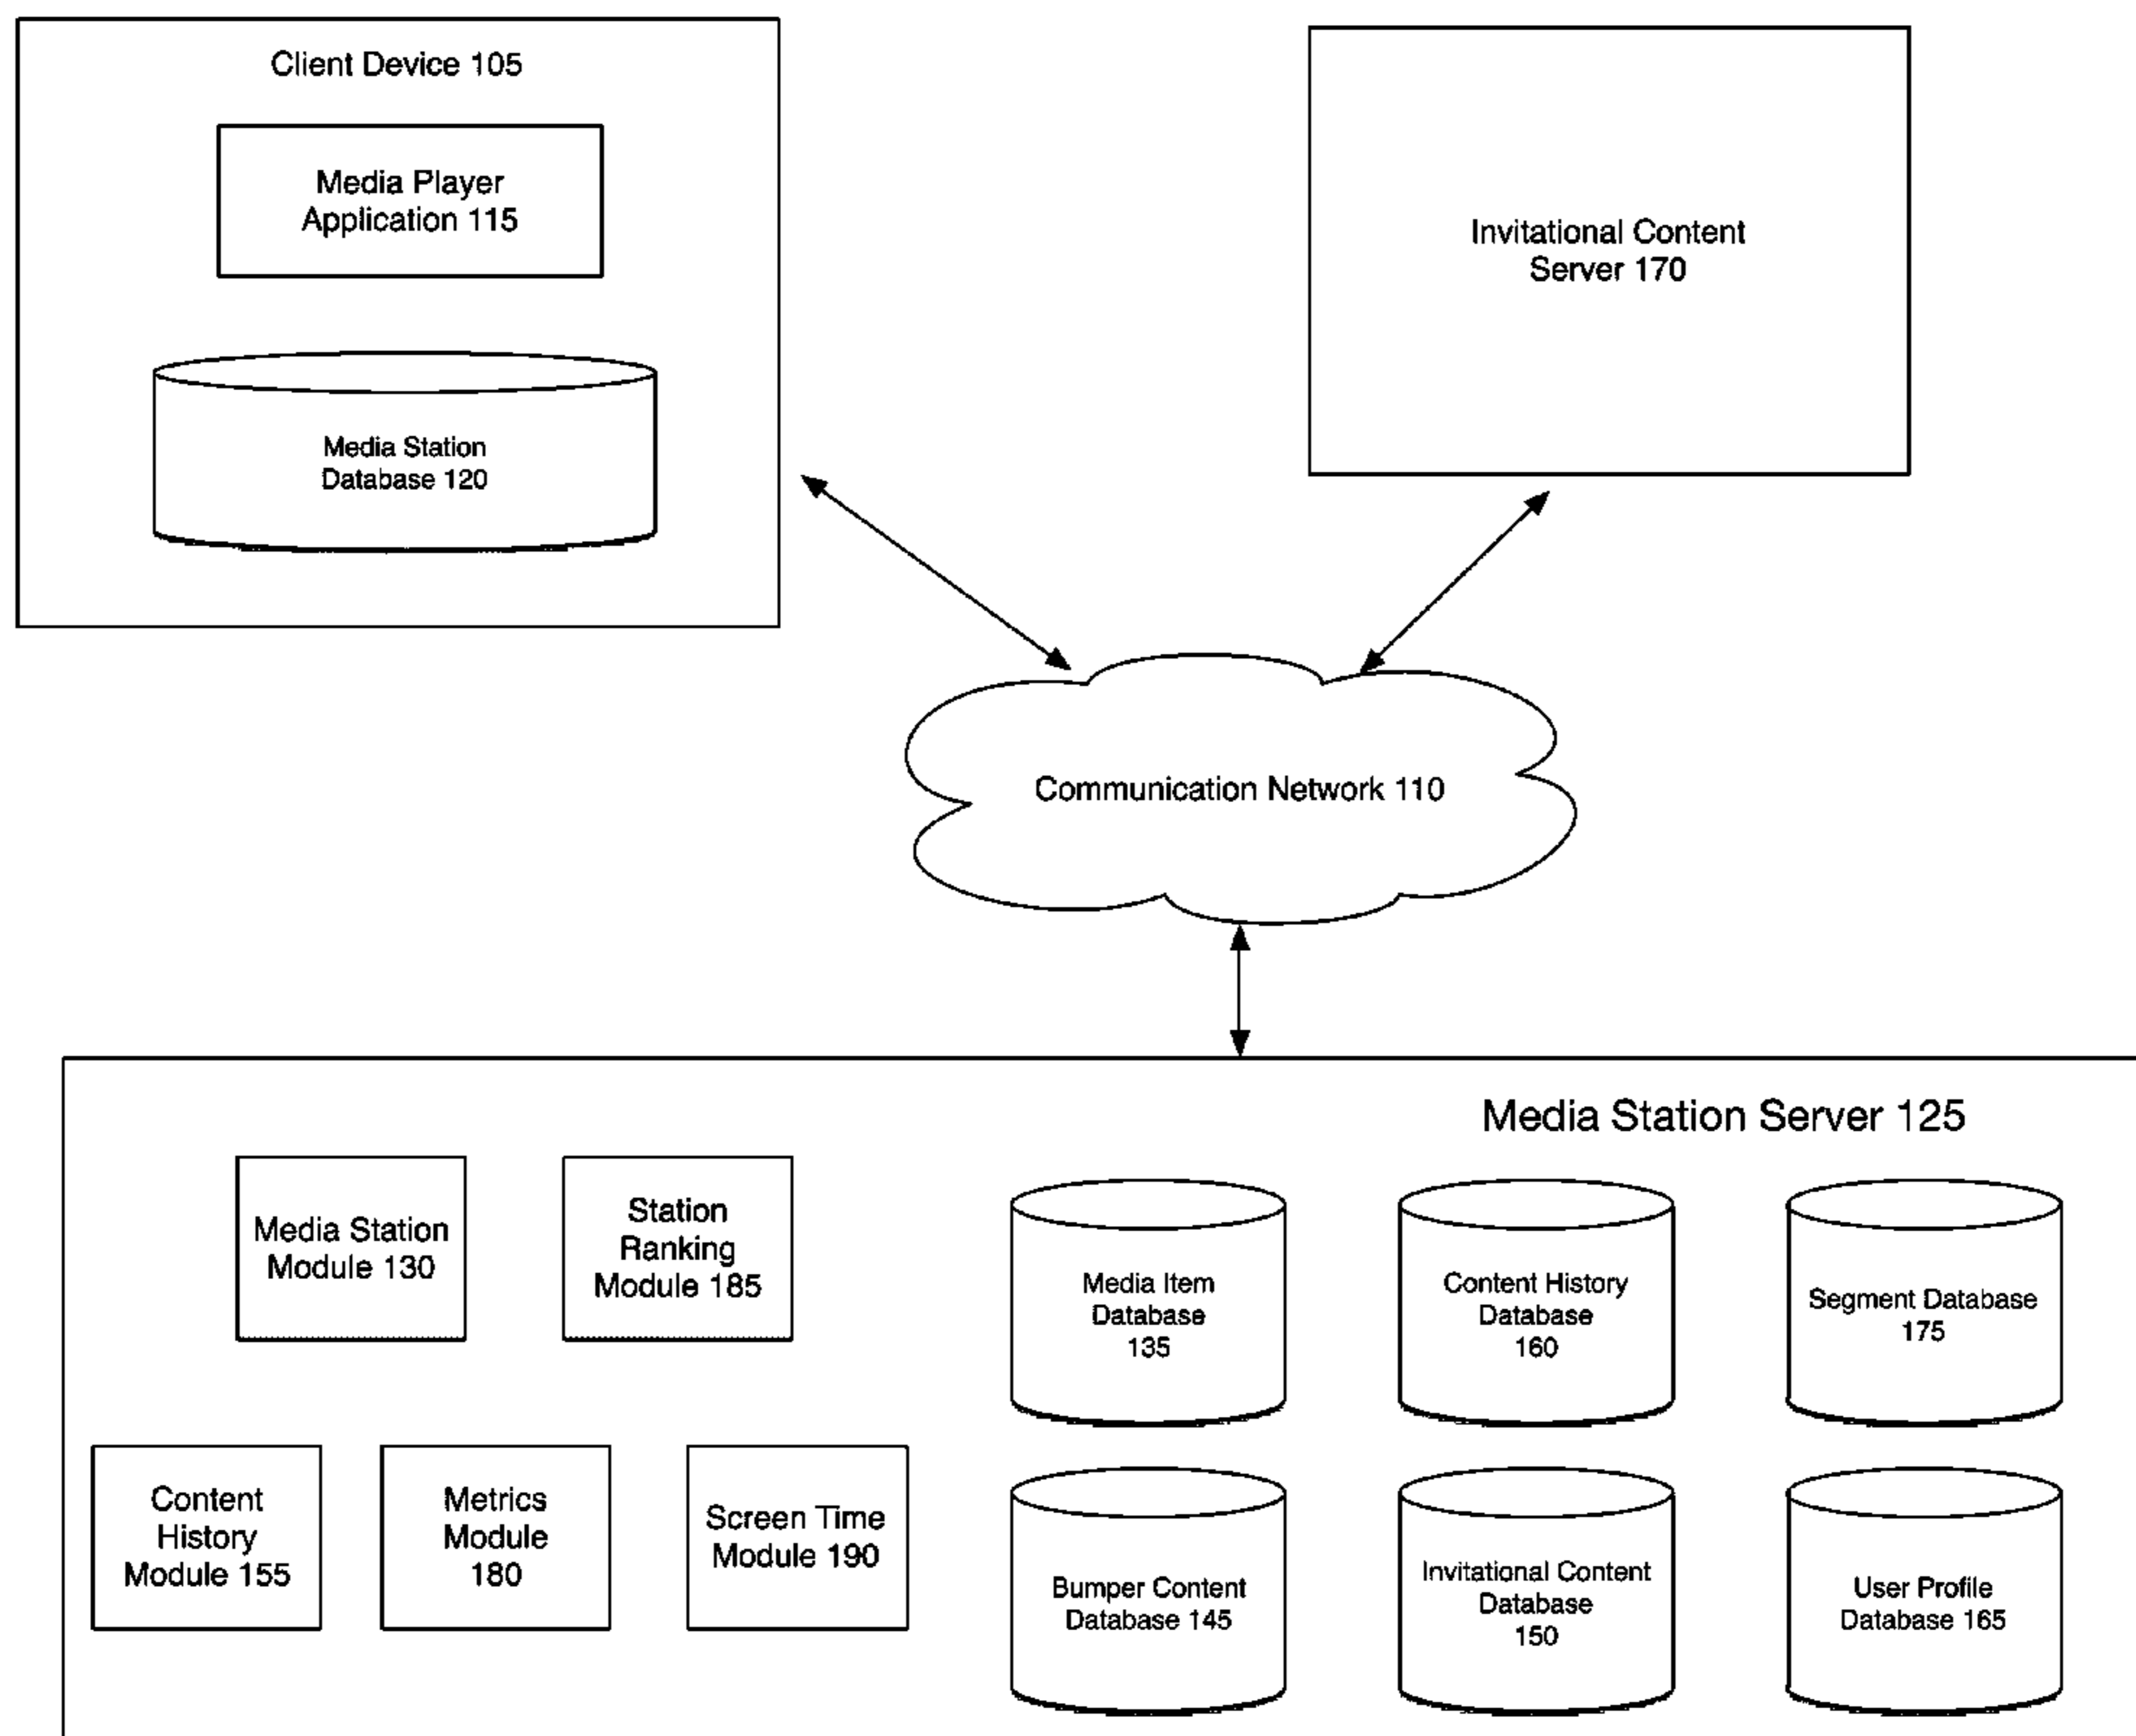 Client Device 105
Media Player
Application 115
Media Station
Database 120
Invitational Content
Server 170
Communication Network 110
Media Station Server 125
Media Station
Module 130
Station
Ranking
Module 185
Content
History
Module 155
Metrics
Module
180
Screen Time
Module 190
Media Item
Database
135
Content History
Database
160
Segment Database
175
Bumper Content
Database 145
Invitational Content
Database
150
User Profile
Database 165